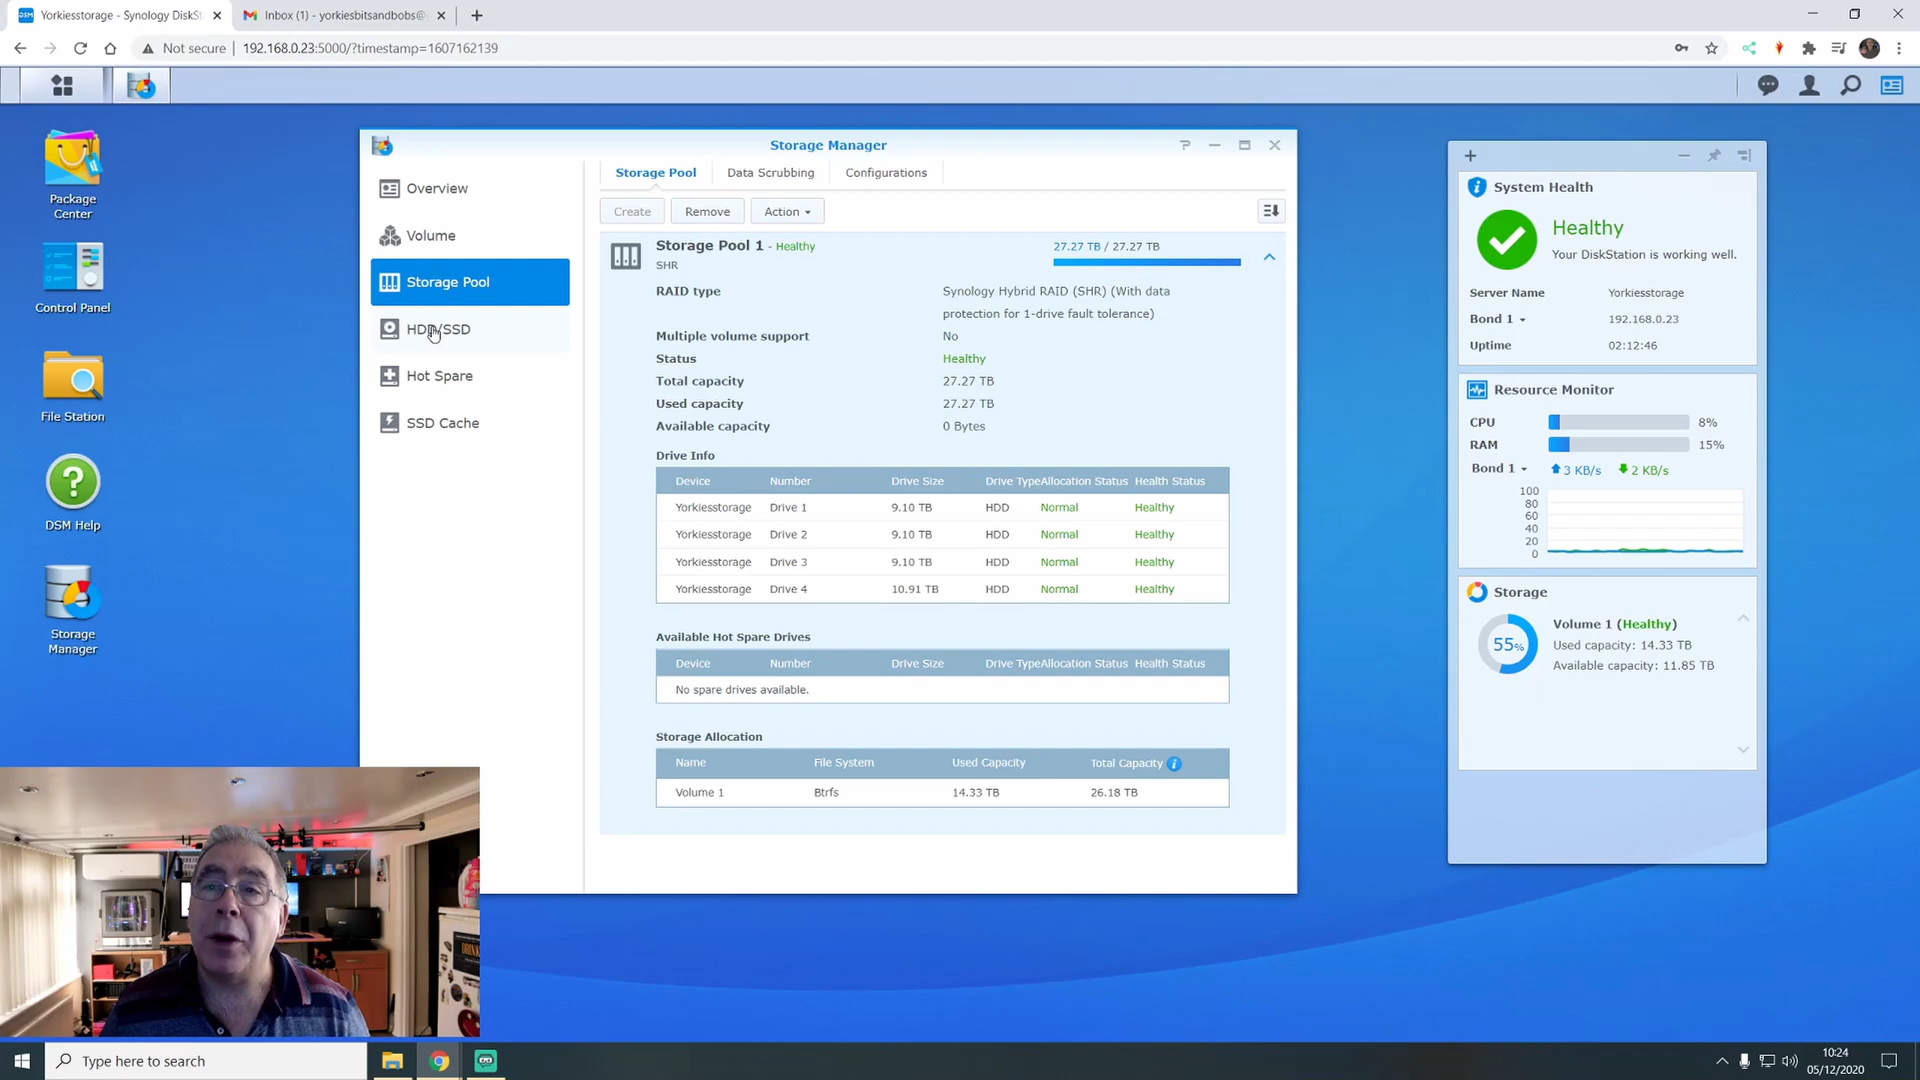 Yorkiesstorage - Synology DiskSt
Inbox (1) - yorkiesbitsandbobs@
Not secure
192.168.0.23:5000/?timestamp=1607162139
Package
Center
Control Panel
File Station
DSM Help
Storage
Manager
Storage Manager
Overview
Volume
Storage Pool
HDD/SSD
Hot Spare
SSD Cache
Storage Pool
Data Scrubbing
Configurations
Create
Remove
Action
Storage Pool 1 - Healthy
27.27 TB / 27.27 TB
SHR
RAID type Synology Hybrid RAID (SHR) (With data
protection for 1-drive fault tolerance)
Multiple volume support No
Status Healthy
Total capacity 27.27 TB
Used capacity 27.27 TB
Available capacity 0 Bytes
Drive Info
Device Number Drive Size Drive Type Allocation Status Health Status
Yorkiesstorage Drive 1 9.10 TB HDD Normal Healthy
Yorkiesstorage Drive 2 9.10 TB HDD Normal Healthy
Yorkiesstorage Drive 3 9.10 TB HDD Normal Healthy
Yorkiesstorage Drive 4 10.91 TB HDD Normal Healthy
Available Hot Spare Drives
Device Number Drive Size Drive Type Allocation Status Health Status
No spare drives available.
Storage Allocation
Name File System Used Capacity Total Capacity
Volume 1 Btrfs 14.33 TB 26.18 TB
System Health
Healthy
Your DiskStation is working well.
Server Name Yorkiesstorage
Bond 1 192.168.0.23
Uptime 02:12:46
Resource Monitor
CPU 8%
RAM 15%
Bond 1 3 KB/s 2 KB/s
100
80
60
40
20
0
Storage
55%
Volume 1 (Healthy)
Used capacity: 14.33 TB
Available capacity: 11.85 TB
Type here to search
10:24
05/12/2020